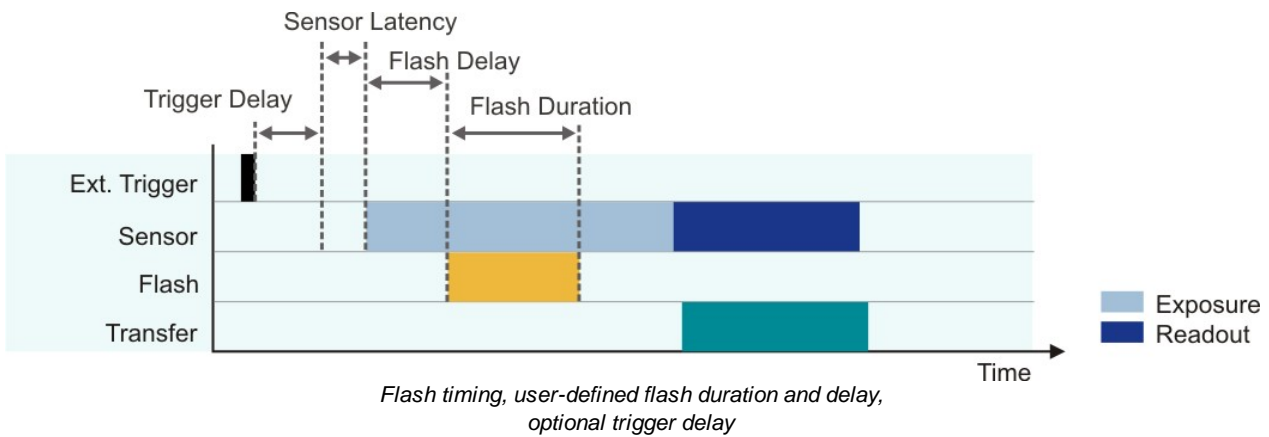 Sensor Latency
Flash Delay
Trigger Delay
Flash Duration
Ext. Trigger
Sensor
Flash
Transfer
Exposure
Readout
Time
Flash timing, user-defined flash duration and delay,
optional trigger delay